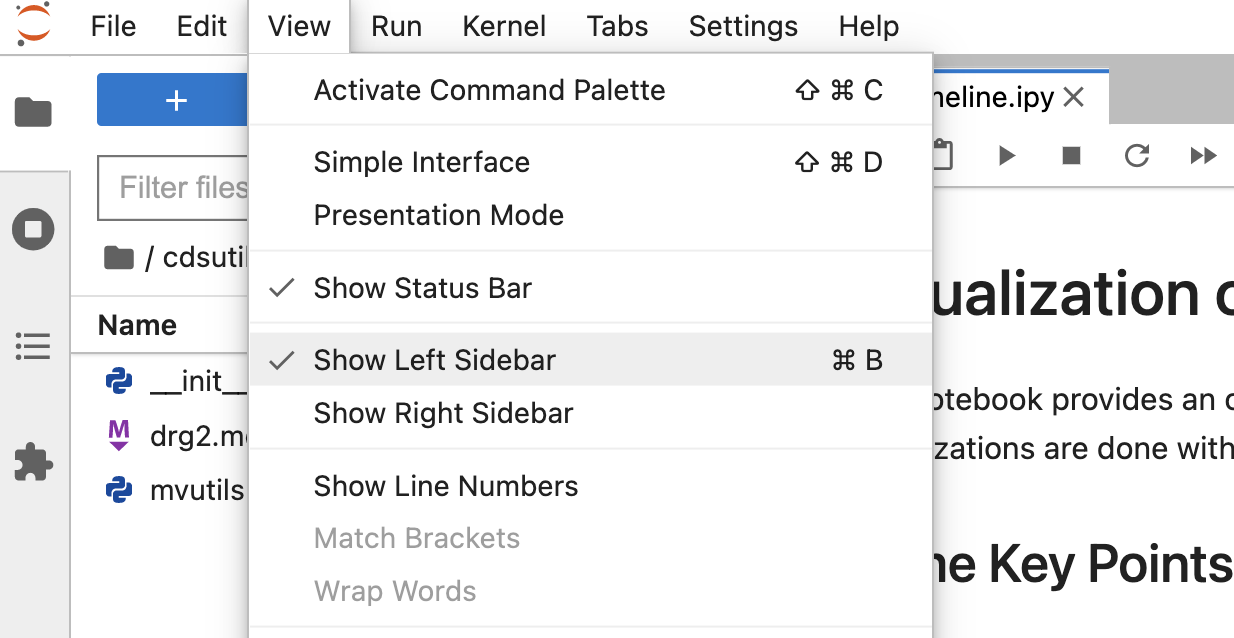 File Edit View Run Kernel Tabs Settings Help
Activate Command Palette ⇧ ⌘ C
Simple Interface ⇧ ⌘ D
Presentation Mode
✓ Show Status Bar
✓ Show Left Sidebar ⌘ B
Show Right Sidebar
Show Line Numbers
Match Brackets
Wrap Words
+
Filter files
/ cdsutil
Name
__init__
drg2.m
mvutils
neline.ipy
ualization
otebook provides an
zations are done with
ne Key Points